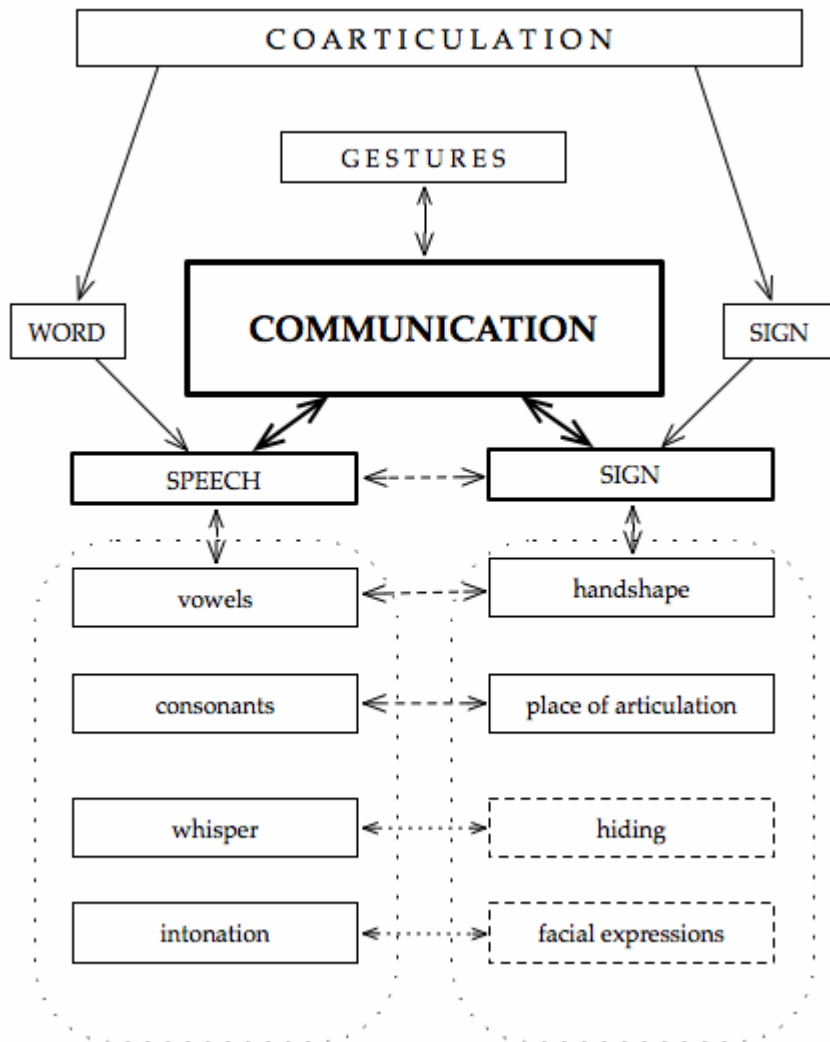 COARTICULATION
GESTURES
COMMUNICATION
WORD
SIGN
SPEECH
SIGN
vowels
handshape
consonants
place of articulation
whisper
hiding
intonation
facial expressions